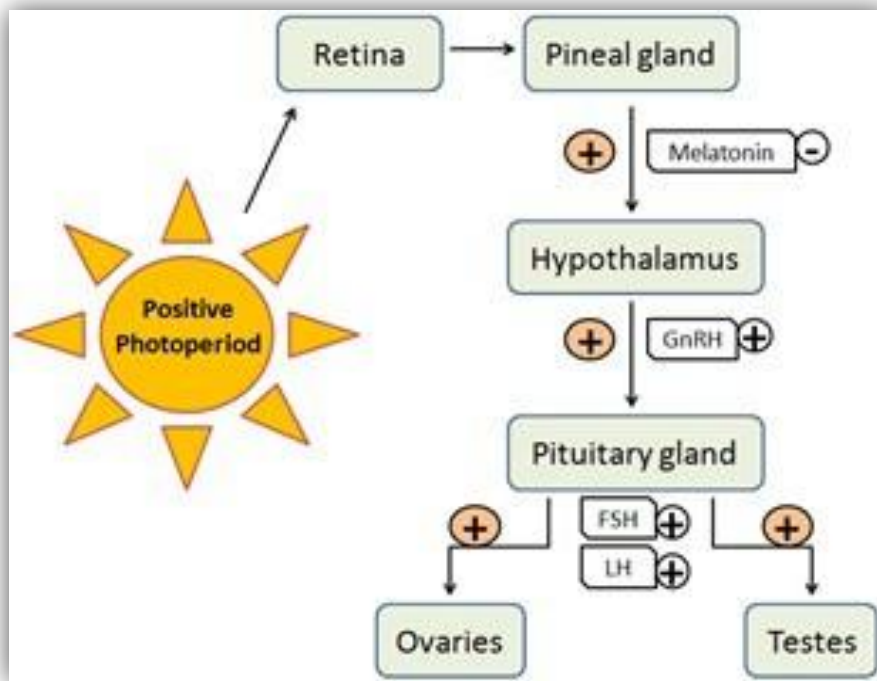 Retina
Pineal gland
+
Melatonin
-
Hypothalamus
Positive
Photoperiod
+
GnRH
+
Pituitary gland
+
FSH
+
+
LH
+
Ovaries
Testes